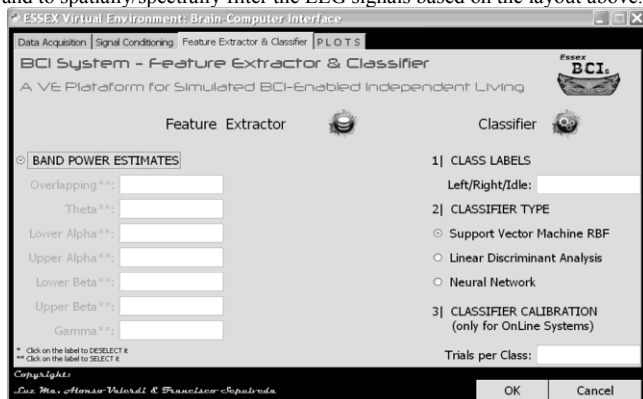 and to spatially/spectrally filter the EEG signals based on the layout above.
ESSEX Virtual Environment: Brain-Computer Interface
Data Acquisition Signal Conditioning Feature Extractor & Classifier P L O T S
BCI System - Feature Extractor & Classifier
A VE Plataform for Simulated BCI-Enabled Independent Living
Essex
BCIs
Feature Extractor
Classifier
BAND POWER ESTIMATES
Overlapping**:
Theta**:
Lower Alpha**:
Upper Alpha**:
Lower Beta**:
Upper Beta**:
Gamma**:
* Click on the label to DESELECT it
** Click on the label to SELECT it
1| CLASS LABELS
Left/Right/Idle:
2| CLASSIFIER TYPE
Support Vector Machine RBF
Linear Discriminant Analysis
Neural Network
3| CLASSIFIER CALIBRATION
(only for OnLine Systems)
Trials per Class:
Copyright:
Luz Ma. Alonso-Valerdi & Francisco Sepulveda
OK Cancel